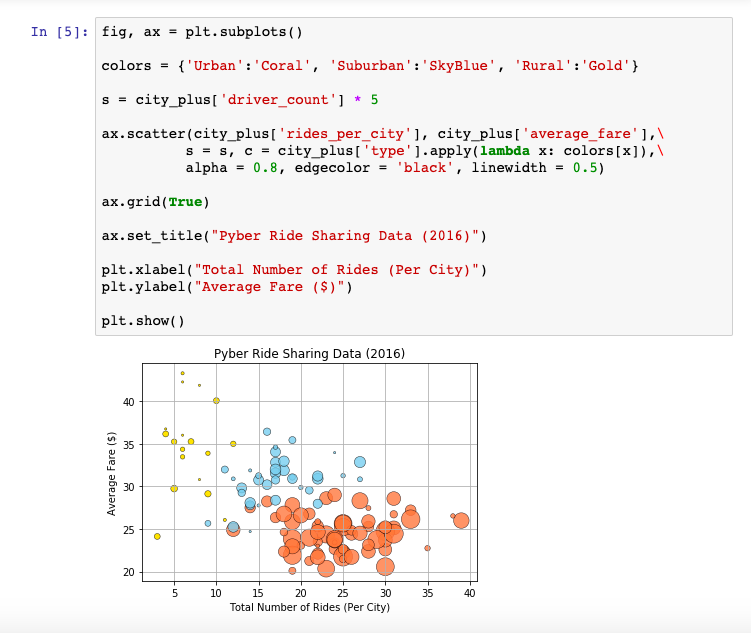 In [5]: fig, ax = plt.subplots()
colors = {'Urban':'Coral', 'Suburban':'SkyBlue', 'Rural':'Gold'}
s = city_plus['driver_count'] * 5
ax.scatter(city_plus['rides_per_city'], city_plus['average_fare'],\
s = s, c = city_plus['type'].apply(lambda x: colors[x]),\
alpha = 0.8, edgecolor = 'black', linewidth = 0.5)
ax.grid(True)
ax.set_title("Pyber Ride Sharing Data (2016)")
plt.xlabel("Total Number of Rides (Per City)")
plt.ylabel("Average Fare ($)")
plt.show()
Pyber Ride Sharing Data (2016)
Average Fare ($)
40
35
30
25
20
5 10 15 20 25 30 35 40
Total Number of Rides (Per City)